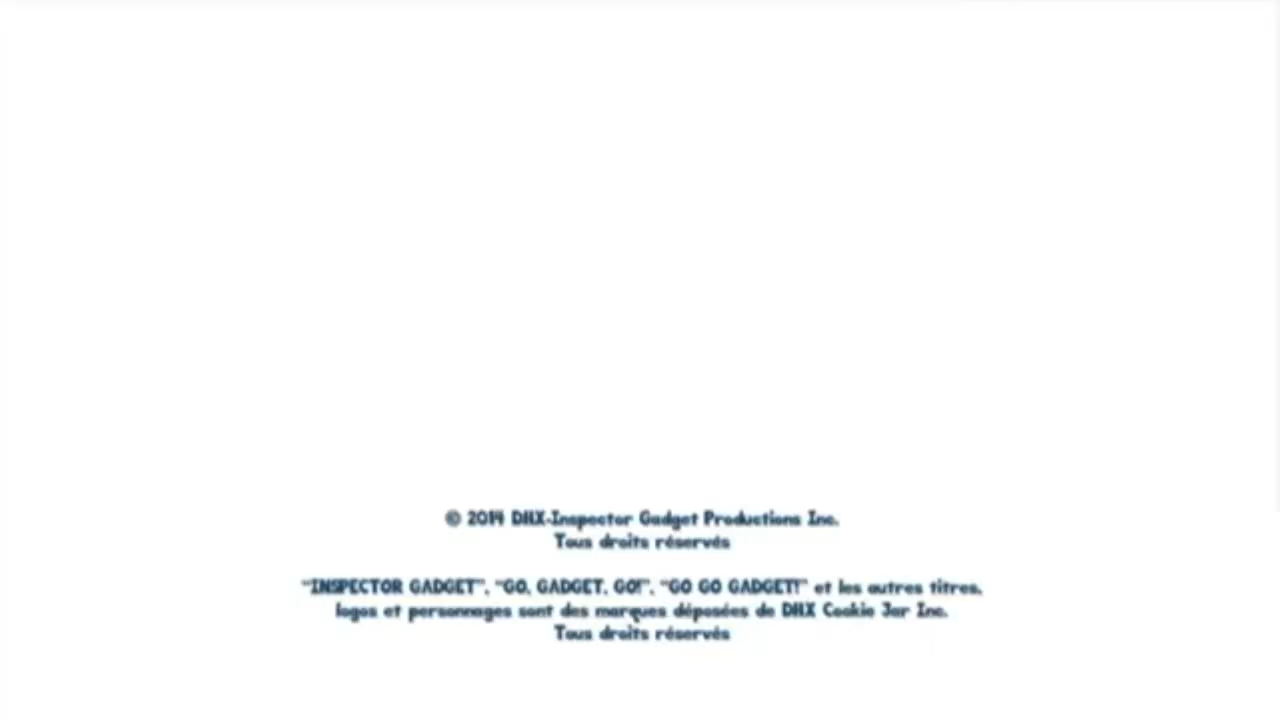 © 2014 DHX-Inspector Gadget Productions Inc.
Tous droits réservés
"INSPECTOR GADGET", "GO, GADGET, GO!", "GO GO GADGET!" et les autres titres,
logos et personnages sont des marques déposées de DHX Cookie Jar Inc.
Tous droits réservés